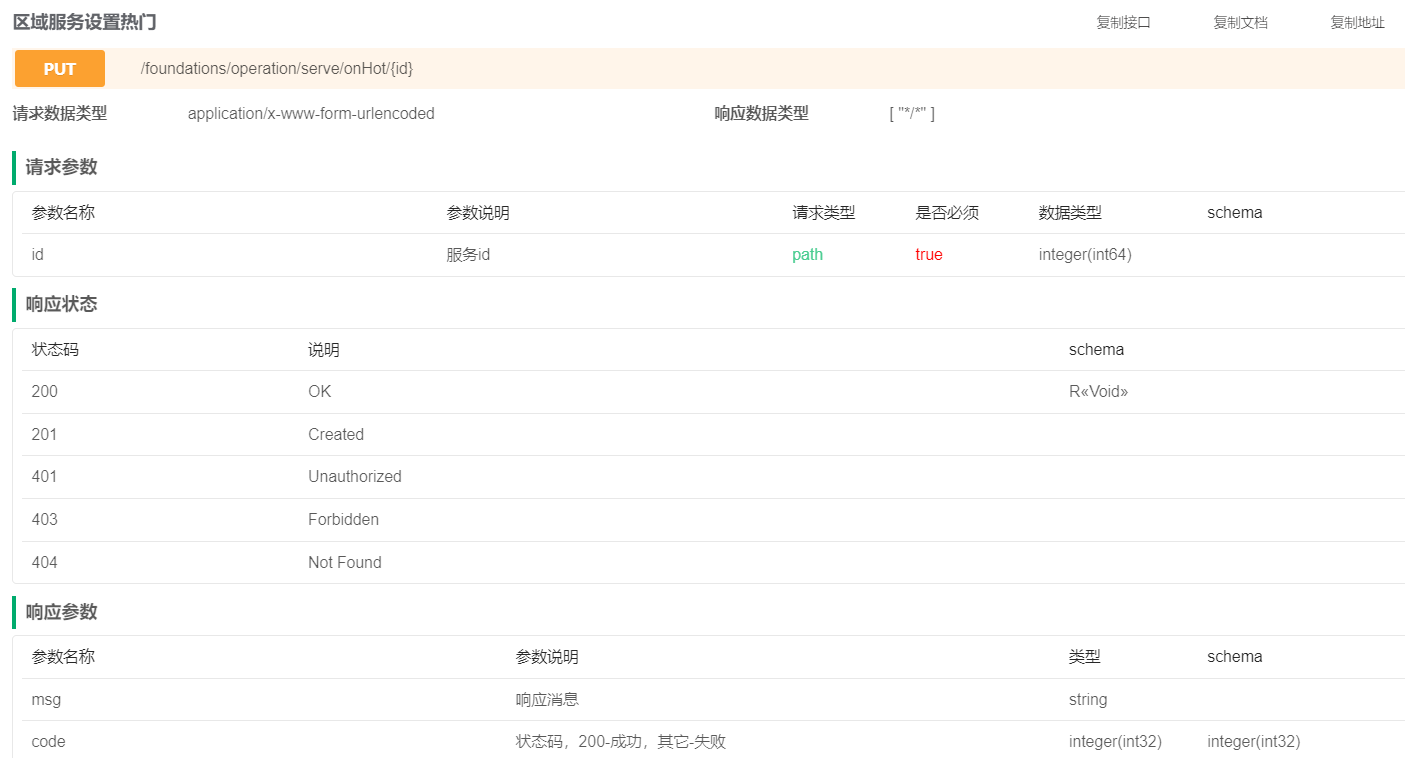 区域服务设置热门 复制接口 复制文档 复制地址
PUT /foundations/operation/serve/onHot/{id}
请求数据类型 application/x-www-form-urlencoded 响应数据类型 [ "*/*" ]
请求参数
参数名称 参数说明 请求类型 是否必须 数据类型 schema
id 服务id path true integer(int64)
响应状态
状态码 说明 schema
200 OK R«Void»
201 Created
401 Unauthorized
403 Forbidden
404 Not Found
响应参数
参数名称 参数说明 类型 schema
msg 响应消息 string
code 状态码，200-成功，其它-失败 integer(int32) integer(int32)